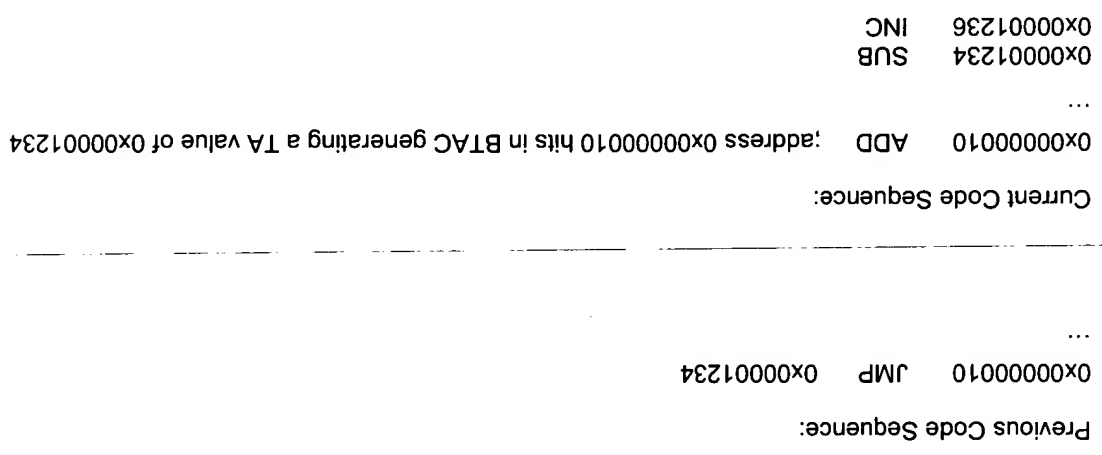 Previous Code Sequence:
0x00000010 JMP 0x00001234
...
Current Code Sequence:
0x00000010 ADD ;address 0x00000010 hits in BTAC generating a TA value of 0x00001234
...
0x00001234 SUB
0x00001236 INC